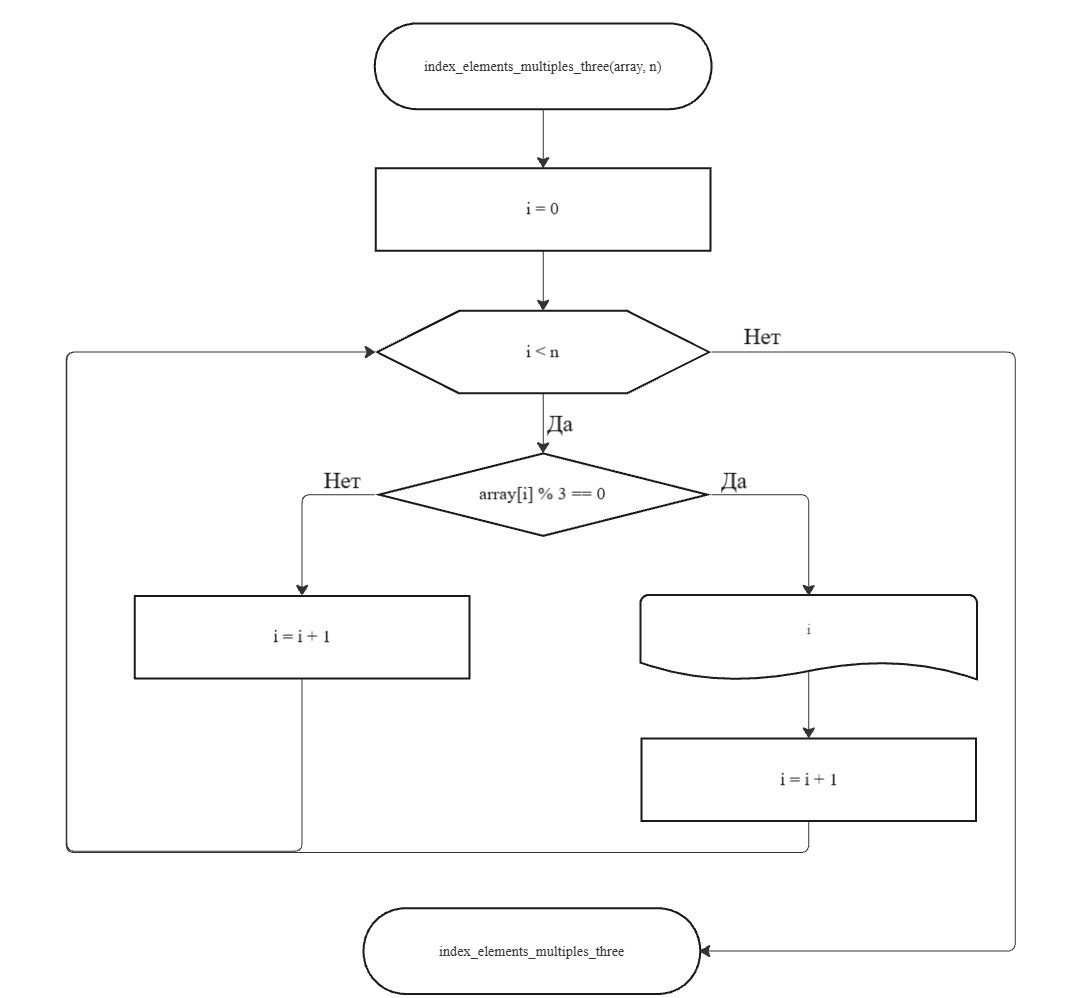 index_elements_multiples_three(array, n)
i = 0
i < n
Нет
Да
Нет
array[i] % 3 == 0
Да
i = i + 1
i
i = i + 1
index_elements_multiples_three